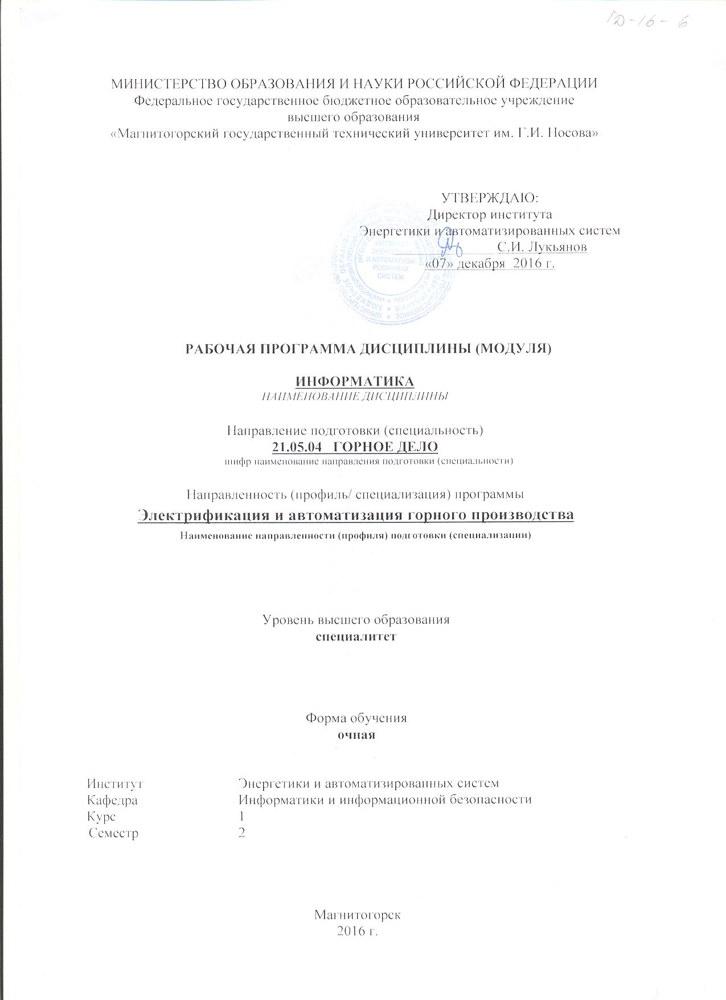 ГД-16-6
МИНИСТЕРСТВО ОБРАЗОВАНИЯ И НАУКИ РОССИЙСКОЙ ФЕДЕРАЦИИ
Федеральное государственное бюджетное образовательное учреждение
высшего образования
«Магнитогорский государственный технический университет им. Г.И. Носова»
УТВЕРЖДАЮ:
Директор института
Энергетики и автоматизированных систем
С.И. Лукьянов
«07» декабря 2016 г.
ИНСТИТУТ
ЭНЕРГЕТИКИ
И АВТОМАТИЗИ-
РОВАННЫХ
СИСТЕМ
РАБОЧАЯ ПРОГРАММА ДИСЦИПЛИНЫ (МОДУЛЯ)
ИНФОРМАТИКА
НАИМЕНОВАНИЕ ДИСЦИПЛИНЫ
Направление подготовки (специальность)
21.05.04 ГОРНОЕ ДЕЛО
шифр наименование направления подготовки (специальности)
Направленность (профиль/ специализация) программы
Электрификация и автоматизация горного производства
Наименование направленности (профиля) подготовки (специализации)
Уровень высшего образования
специалитет
Форма обучения
очная
Институт Энергетики и автоматизированных систем
Кафедра Информатики и информационной безопасности
Курс 1
Семестр 2
Магнитогорск
2016 г.